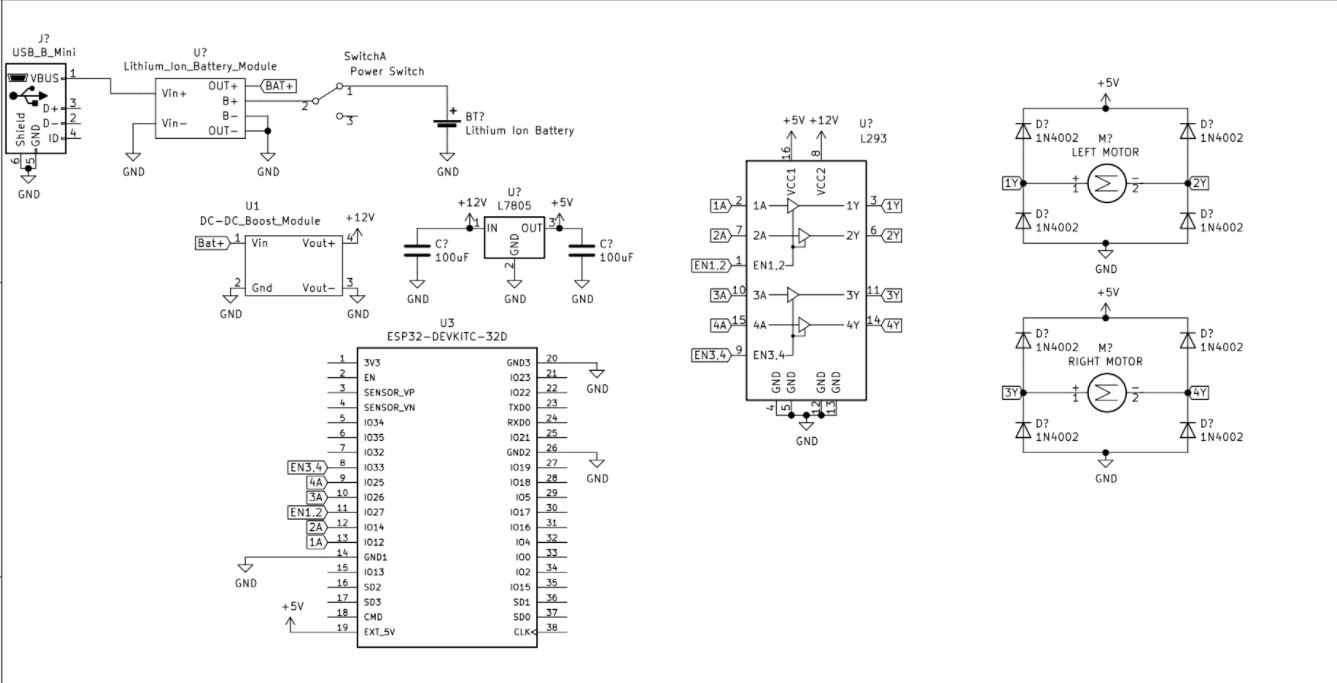 J?
USB_B_Mini
VBUS 1
D+ 3
D- 2
ID 4
Shield
GND
6
5
GND
U?
Lithium_Ion_Battery_Module
Vin+
Vin-
OUT+
B+
B-
OUT-
BAT+
GND
GND
SwitchA
Power Switch
2
1
3
+
BT?
Lithium Ion Battery
GND
U1
DC-DC_Boost_Module
Bat+ 1 Vin
Vout+ 4
+12V
2 Gnd
Vout- 3
GND
GND
U?
L7805
+12V
+5V
1 IN
OUT 3
GND
2
C?
100uF
C?
100uF
GND
GND
GND
U3
ESP32-DEVKITC-32D
1 3V3
2 EN
3 SENSOR_VP
4 SENSOR_VN
5 IO34
6 IO35
7 IO32
EN3,4 8 IO33
4A 9 IO25
3A 10 IO26
EN1,2 11 IO27
2A 12 IO14
1A 13 IO12
14 GND1
GND
15 IO13
16 SD2
17 SD3
18 CMD
+5V
19 EXT_5V
GND3 20
GND
IO23 21
IO22 22
TXD0 23
RXD0 24
IO21 25
GND2 26
GND
IO19 27
IO18 28
IO5 29
IO17 30
IO16 31
IO4 32
IO0 33
IO2 34
IO15 35
SD1 36
SD0 37
CLK 38
+5V +12V
U?
L293
16
8
VCC1
VCC2
1A 2 1A 1Y 3 1Y
2A 7 2A 2Y 6 2Y
EN1,2 1 EN1,2
3A 10 3A 3Y 11 3Y
4A 15 4A 4Y 14 4Y
EN3,4 9 EN3,4
GND
GND
GND
GND
4
5
12
13
GND
+5V
D?
1N4002
D?
1N4002
M?
LEFT MOTOR
1Y + 1 - 2 2Y
D?
1N4002
D?
1N4002
GND
+5V
D?
1N4002
D?
1N4002
M?
RIGHT MOTOR
3Y + 1 - 2 4Y
D?
1N4002
D?
1N4002
GND